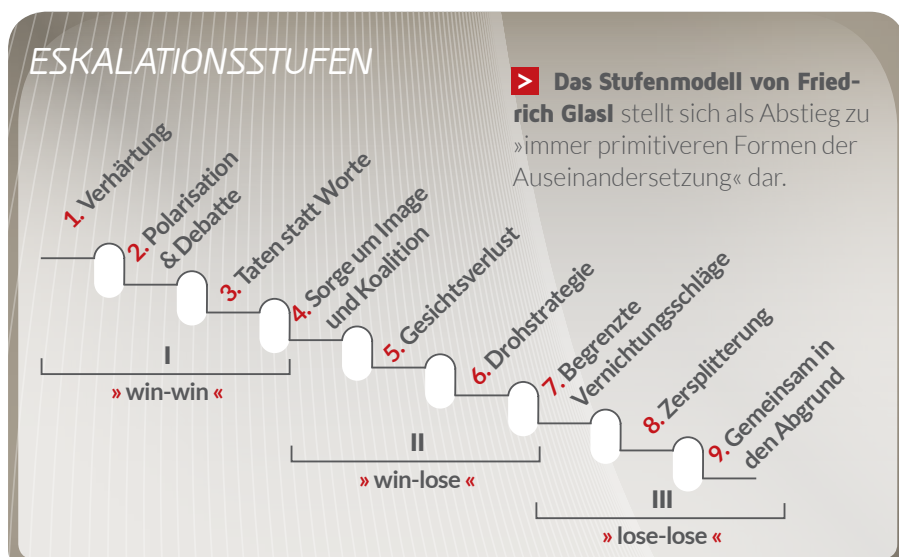 ESKALATIONSSTUFEN
> Das Stufenmodell von Fried-
rich Glasl stellt sich als Abstieg zu
»immer primitiveren Formen der
Auseinandersetzung« dar.
1. Verhärtung
2. Polarisation
& Debatte
3. Taten statt Worte
4. Sorge um Image
und Koalition
5. Gesichtsverlust
6. Drohstrategie
7. Begrenzte
Vernichtungsschläge
8. Zersplitterung
9. Gemeinsam in
den Abgrund
I
» win-win «
II
» win-lose «
III
» lose-lose «